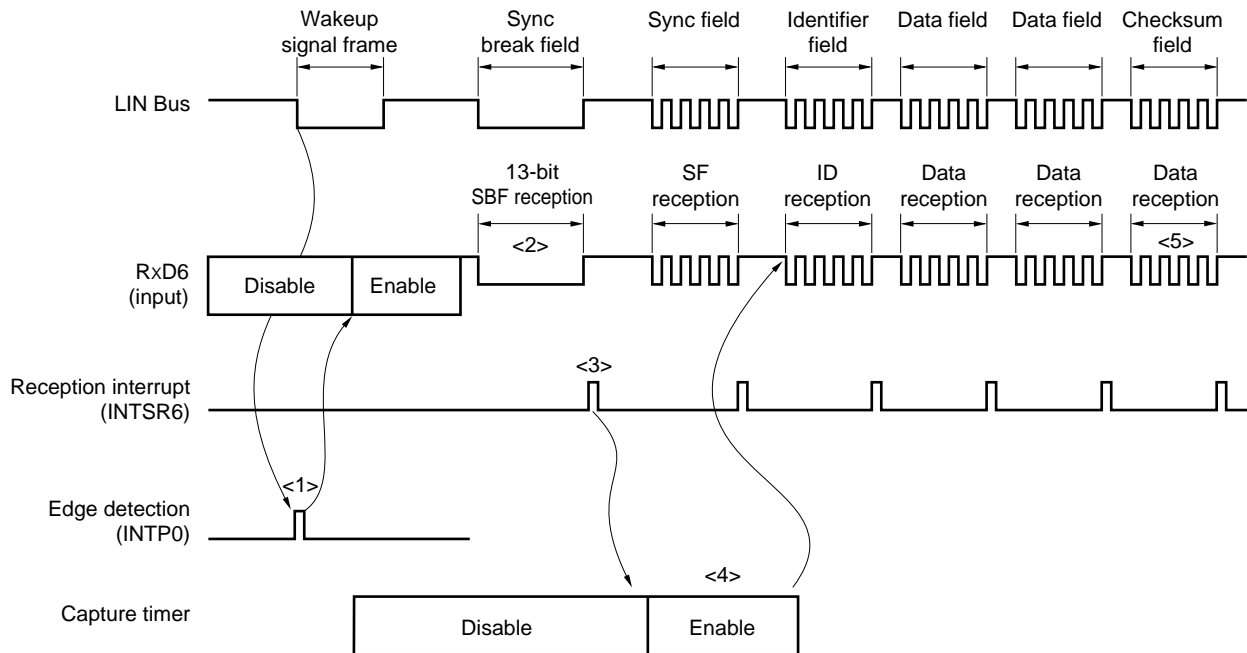 Wakeup
signal frame
Sync
break field
Sync field
Identifier
field
Data field
Data field
Checksum
field
LIN Bus
13-bit
SBF reception
SF
reception
ID
reception
Data
reception
Data
reception
Data
reception
<2>
<5>
RxD6
(input)
Disable
Enable
Reception interrupt
(INTSR6)
<3>
Edge detection
(INTP0)
<1>
Capture timer
Disable
Enable
<4>